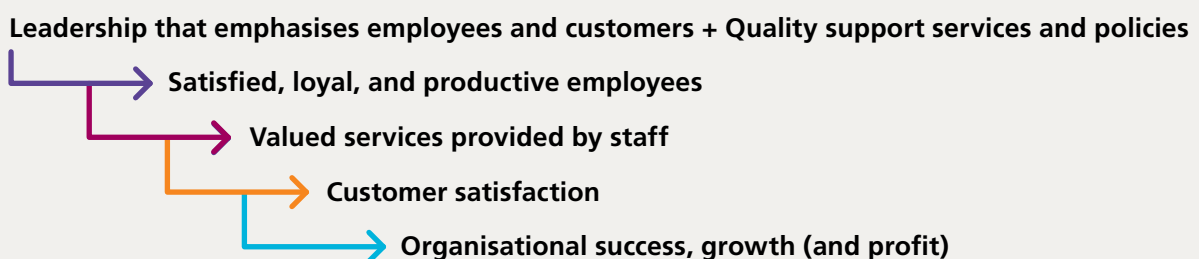 Leadership that emphasises employees and customers + Quality support services and policies
Satisfied, loyal, and productive employees
Valued services provided by staff
Customer satisfaction
Organisational success, growth (and profit)